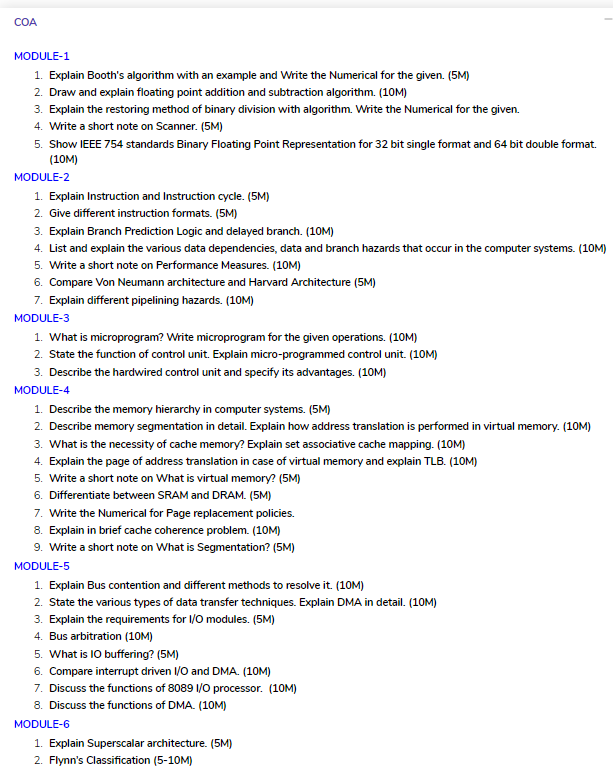 COA
MODULE-1
1. Explain Booth's algorithm with an example and Write the Numerical for the given. (5M)
2. Draw and explain floating point addition and subtraction algorithm. (10M)
3. Explain the restoring method of binary division with algorithm. Write the Numerical for the given.
4. Write a short note on Scanner. (5M)
5. Show IEEE 754 standards Binary Floating Point Representation for 32 bit single format and 64 bit double format.
(10M)
MODULE-2
1. Explain Instruction and Instruction cycle. (5M)
2. Give different instruction formats. (5M)
3. Explain Branch Prediction Logic and delayed branch. (10M)
4. List and explain the various data dependencies, data and branch hazards that occur in the computer systems. (10M)
5. Write a short note on Performance Measures. (10M)
6. Compare Von Neumann architecture and Harvard Architecture (5M)
7. Explain different pipelining hazards. (10M)
MODULE-3
1. What is microprogram? Write microprogram for the given operations. (10M)
2. State the function of control unit. Explain micro-programmed control unit. (10M)
3. Describe the hardwired control unit and specify its advantages. (10M)
MODULE-4
1. Describe the memory hierarchy in computer systems. (5M)
2. Describe memory segmentation in detail. Explain how address translation is performed in virtual memory. (10M)
3. What is the necessity of cache memory? Explain set associative cache mapping. (10M)
4. Explain the page of address translation in case of virtual memory and explain TLB. (10M)
5. Write a short note on What is virtual memory? (5M)
6. Differentiate between SRAM and DRAM. (5M)
7. Write the Numerical for Page replacement policies.
8. Explain in brief cache coherence problem. (10M)
9. Write a short note on What is Segmentation? (5M)
MODULE-5
1. Explain Bus contention and different methods to resolve it. (10M)
2. State the various types of data transfer techniques. Explain DMA in detail. (10M)
3. Explain the requirements for I/O modules. (5M)
4. Bus arbitration (10M)
5. What is IO buffering? (5M)
6. Compare interrupt driven I/O and DMA. (10M)
7. Discuss the functions of 8089 I/O processor. (10M)
8. Discuss the functions of DMA. (10M)
MODULE-6
1. Explain Superscalar architecture. (5M)
2. Flynn's Classification (5-10M)